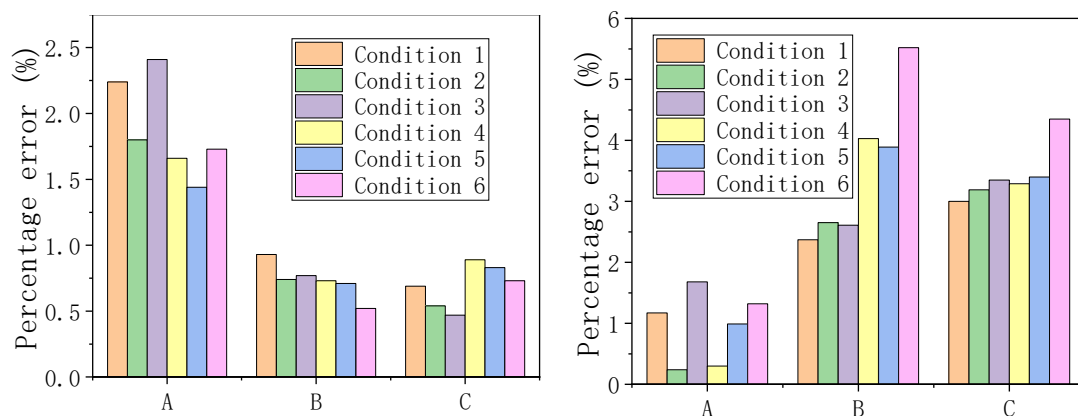 Percentage error (%)
2.5
2.0
1.5
1.0
0.5
0.0
Condition 1
Condition 2
Condition 3
Condition 4
Condition 5
Condition 6
A B C
Percentage error (%)
6
5
4
3
2
1
0
Condition 1
Condition 2
Condition 3
Condition 4
Condition 5
Condition 6
A B C